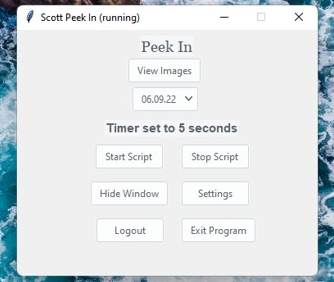 Scott Peek In (running)
Peek In
View Images
06.09.22
Timer set to 5 seconds
Start Script Stop Script
Hide Window Settings
Logout Exit Program